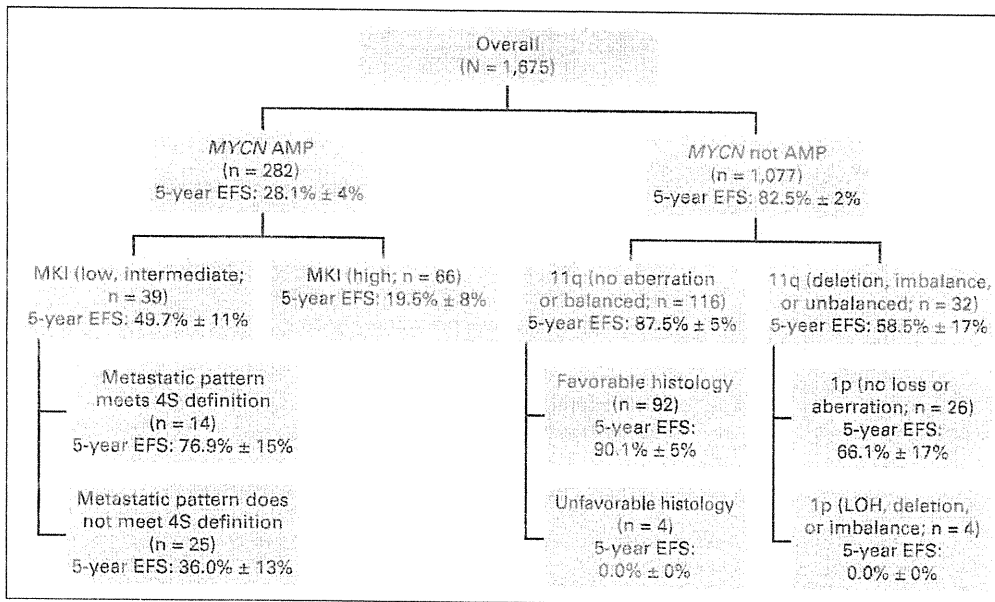 Overall
(N = 1,675)
MYCN AMP
(n = 282)
5-year EFS: 28.1% ± 4%
MYCN not AMP
(n = 1,077)
5-year EFS: 82.5% ± 2%
MKI (low, intermediate;
n = 39)
5-year EFS: 49.7% ± 11%
MKI (high; n = 66)
5-year EFS: 19.5% ± 8%
11q (no aberration
or balanced; n = 116)
5-year EFS: 87.5% ± 5%
11q (deletion, imbalance,
or unbalanced; n = 32)
5-year EFS: 58.5% ± 17%
Metastatic pattern
meets 4S definition
(n = 14)
5-year EFS: 76.9% ± 15%
Metastatic pattern does
not meet 4S definition
(n = 25)
5-year EFS: 36.0% ± 13%
Favorable histology
(n = 92)
5-year EFS:
90.1% ± 5%
Unfavorable histology
(n = 4)
5-year EFS:
0.0% ± 0%
1p (no loss or
aberration; n = 26)
5-year EFS:
66.1% ± 17%
1p (LOH, deletion,
or imbalance; n = 4)
5-year EFS:
0.0% ± 0%